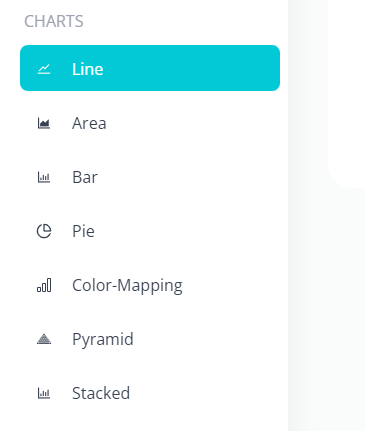 CHARTS
Line
Area
Bar
Pie
Color-Mapping
Pyramid
Stacked